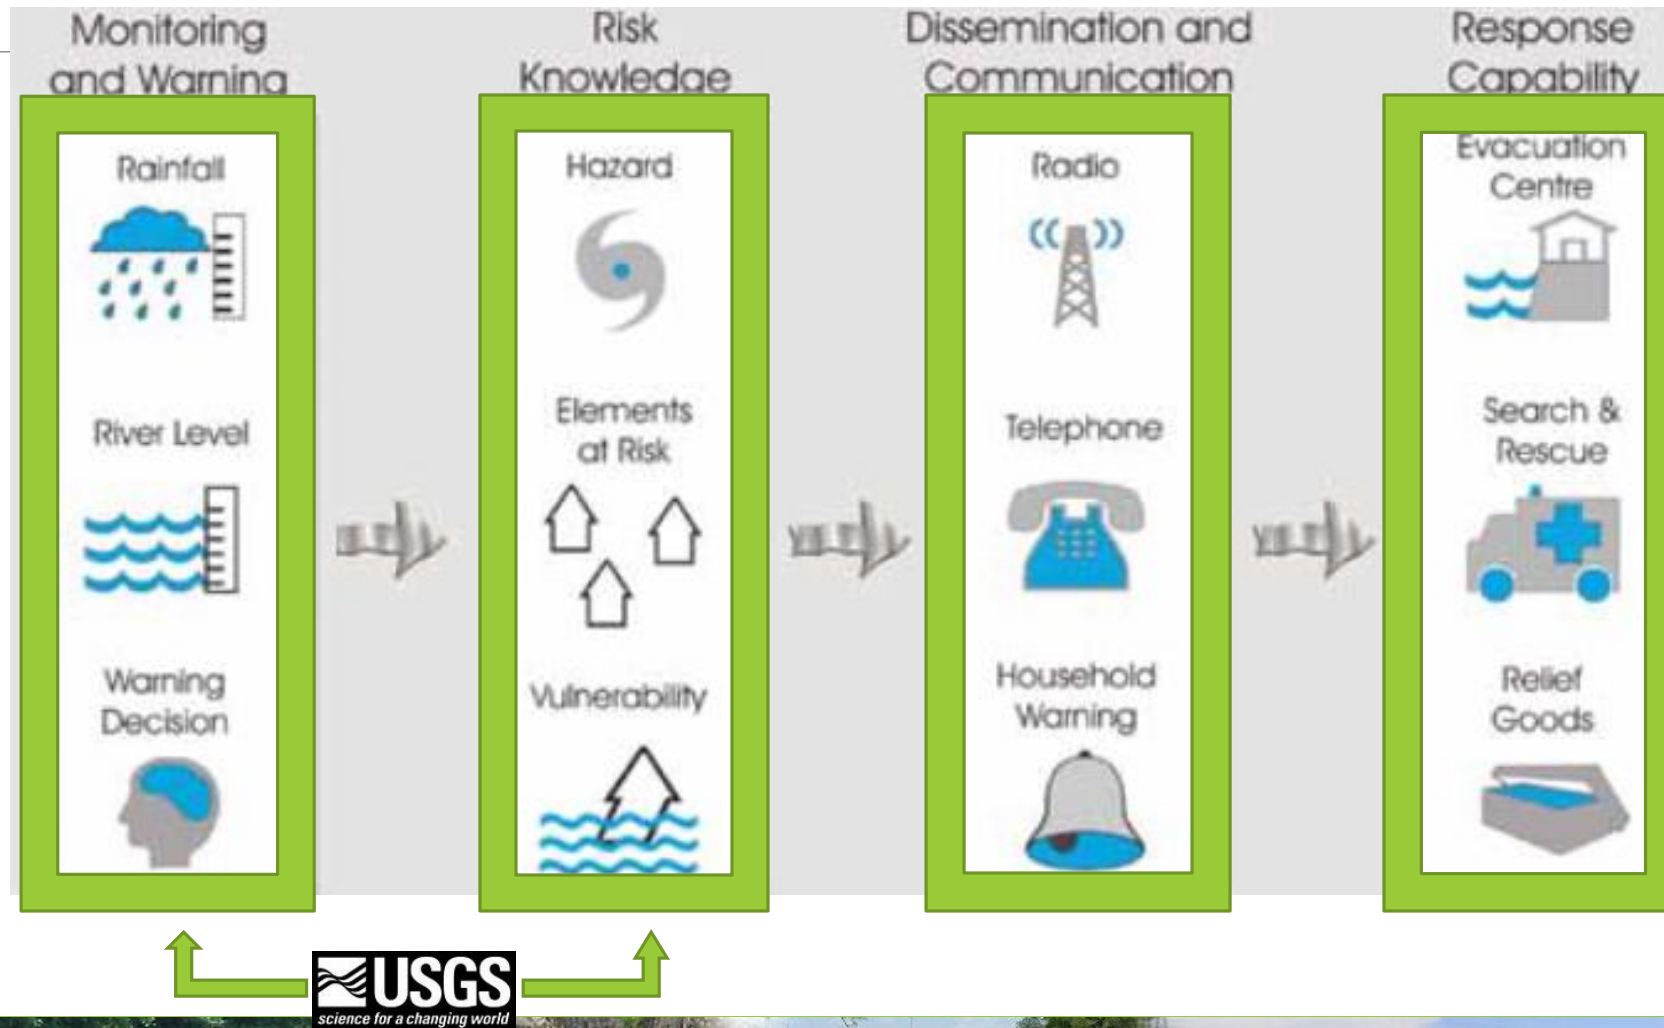 Monitoring
and Warning
Risk
Knowledge
Dissemination and
Communication
Response
Capability
Rainfall
River Level
Warning
Decision
Hazard
Elements
at Risk
Vulnerability
Radio
Telephone
Household
Warning
Evacuation
Centre
Search &
Rescue
Relief
Goods
USGS
science for a changing world